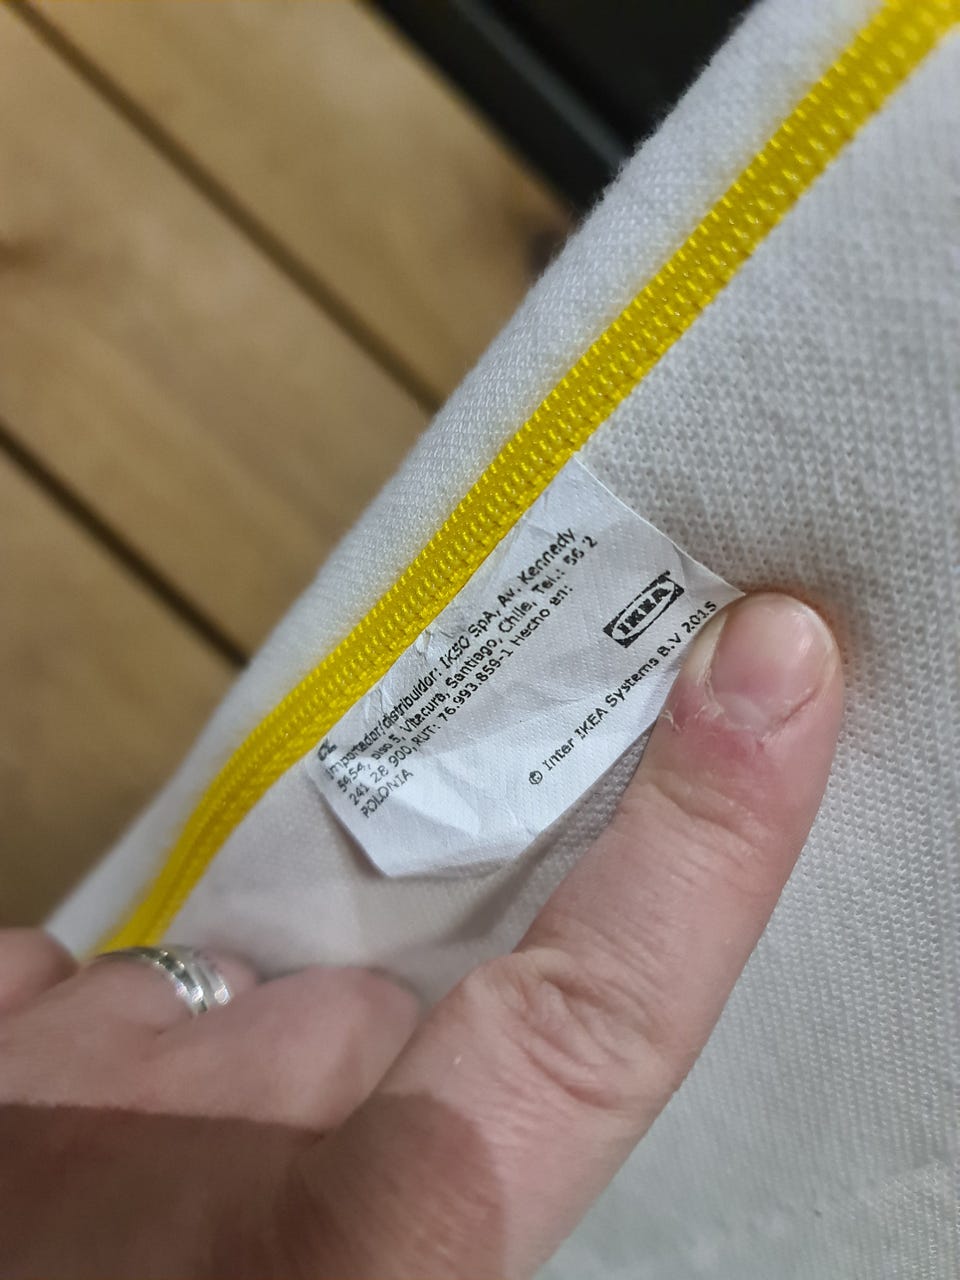 CL
Importador/distribuidor: IKSO SpA, Av. Kennedy
5454, piso 5, Vitacura, Santiago, Chile. Tel.: 56 2
241 28 900, RUT: 76.993.859-1 Hecho en:
POLONIA
IKEA
© Inter IKEA Systems B.V 2015